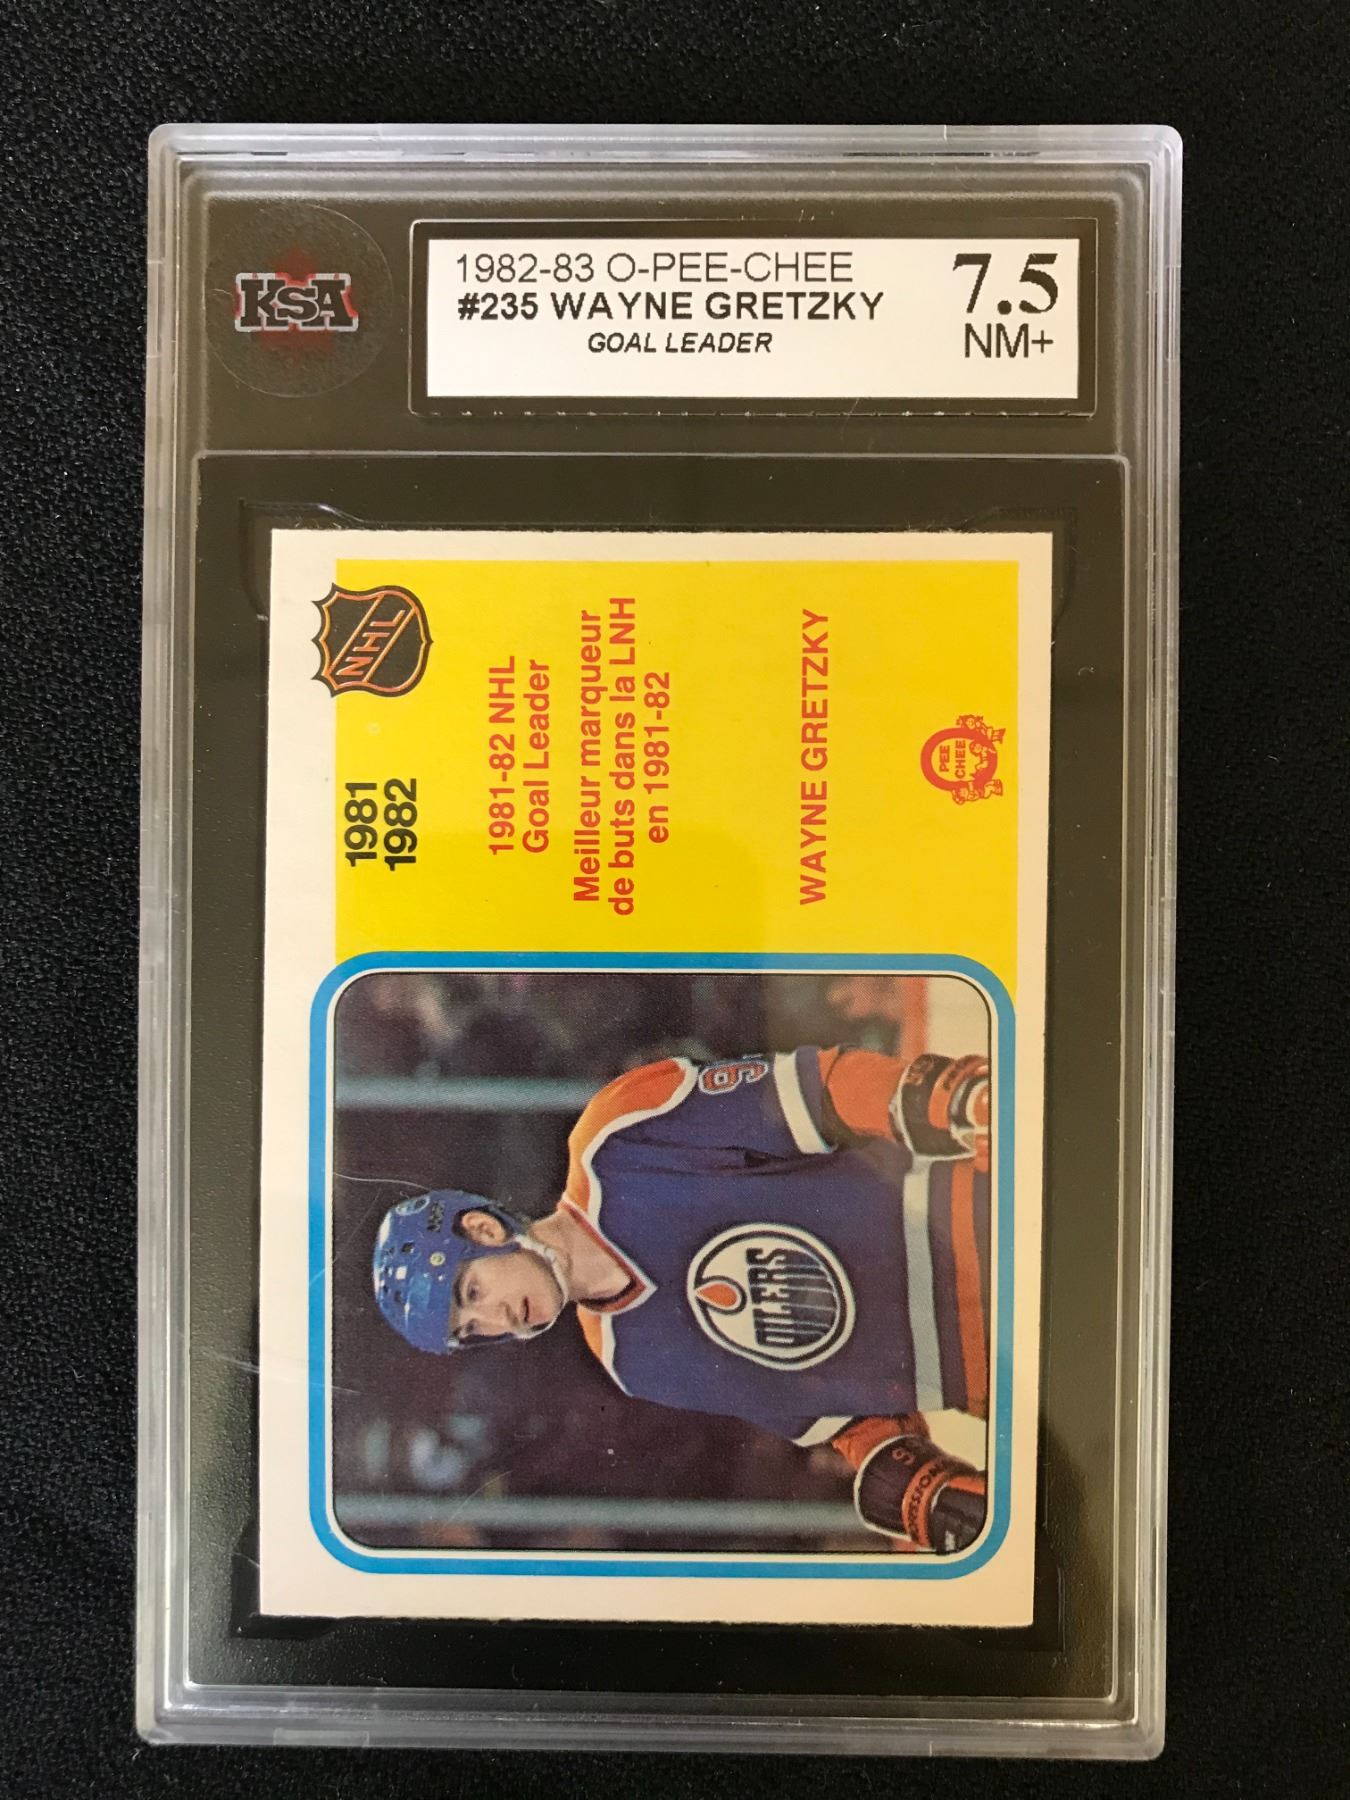 KSA
1982-83 O-PEE-CHEE
#235 WAYNE GRETZKY
GOAL LEADER
7.5
NM+
NHL
1981
1982
1981-82 NHL
Goal Leader
Meilleur marqueur
de buts dans la LNH
en 1981-82
WAYNE GRETZKY
O
PEE
CHEE
OILERS